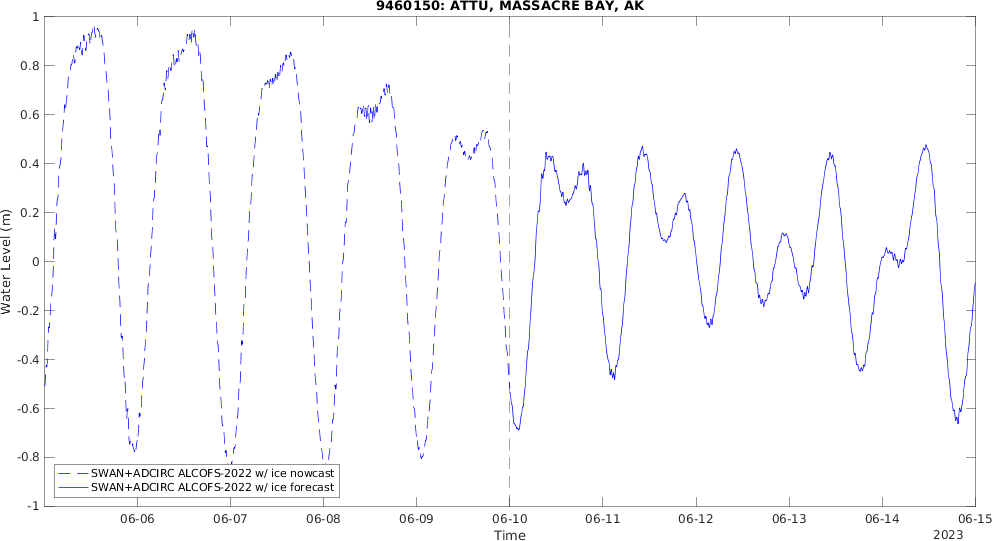 9460150: ATTU, MASSACRE BAY, AK
Water Level (m)
1
0.8
0.6
0.4
0.2
0
-0.2
-0.4
-0.6
-0.8
-1
SWAN+ADCIRC ALCOFS-2022 w/ ice nowcast
SWAN+ADCIRC ALCOFS-2022 w/ ice forecast
06-06 06-07 06-08 06-09 06-10 06-11 06-12 06-13 06-14 06-15
Time
2023